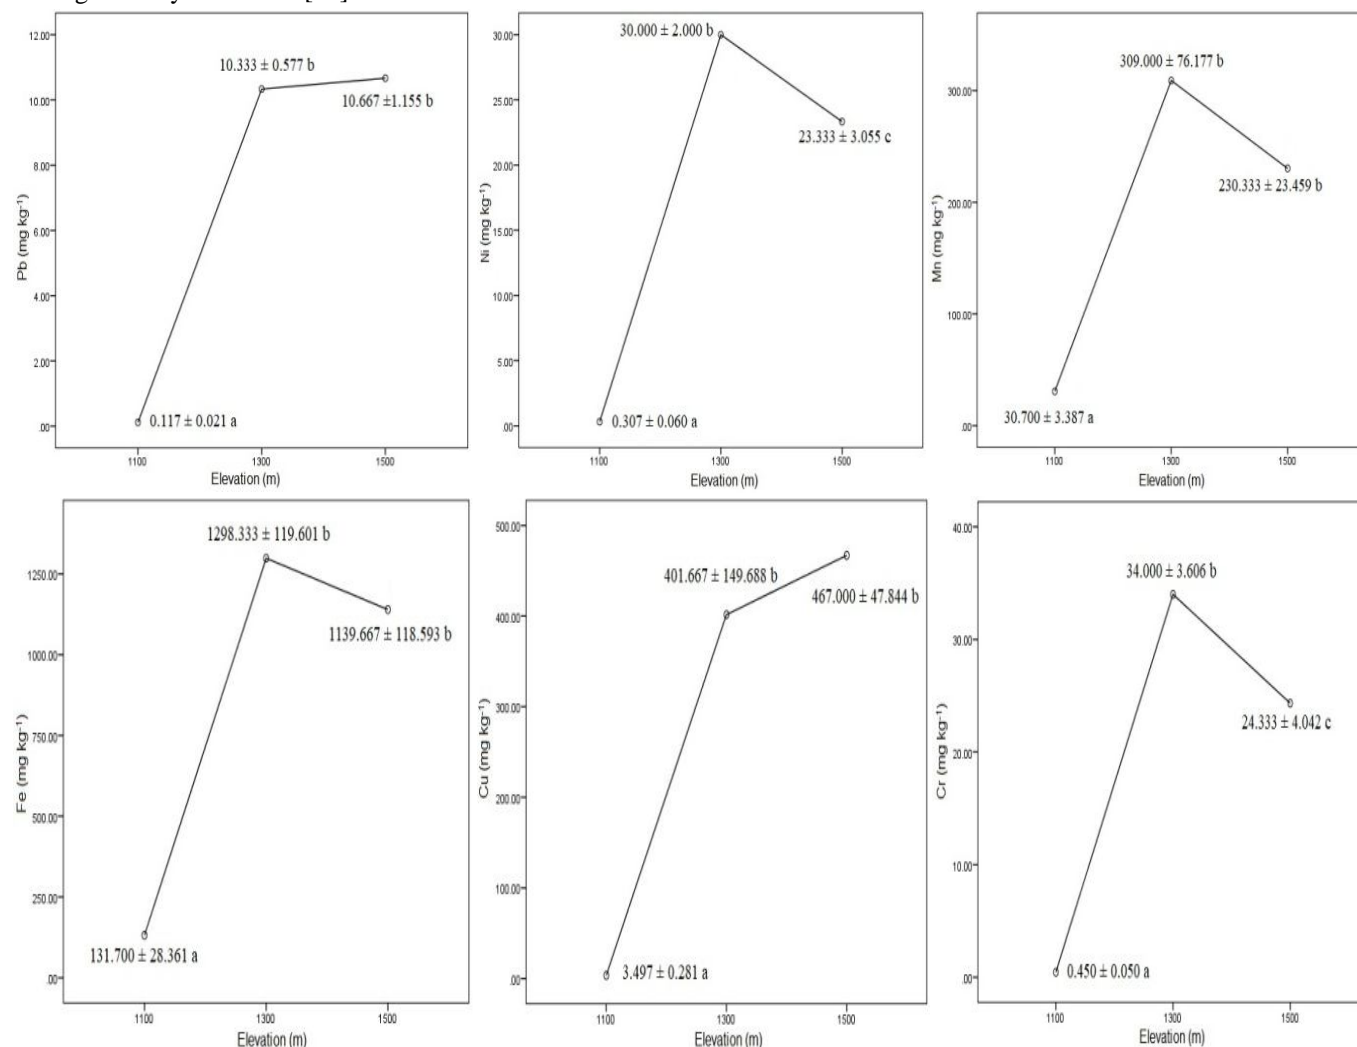 12.00
10.00
8.00
6.00
4.00
2.00
.00
Pb (mg kg⁻¹)
10.333 ± 0.577 b
10.667 ±1.155 b
0.117 ± 0.021 a
1100 1300 1500
Elevation (m)
30.00
25.00
20.00
15.00
10.00
5.00
.00
Ni (mg kg⁻¹)
30.000 ± 2.000 b
23.333 ± 3.055 c
0.307 ± 0.060 a
1100 1300 1500
Elevation (m)
300.00
200.00
100.00
.00
Mn (mg kg⁻¹)
309.000 ± 76.177 b
230.333 ± 23.459 b
30.700 ± 3.387 a
1100 1300 1500
Elevation (m)
1250.00
1000.00
750.00
500.00
250.00
.00
Fe (mg kg⁻¹)
1298.333 ± 119.601 b
1139.667 ± 118.593 b
131.700 ± 28.361 a
1100 1300 1500
Elevation (m)
500.00
400.00
300.00
200.00
100.00
.00
Cu (mg kg⁻¹)
401.667 ± 149.688 b
467.000 ± 47.844 b
3.497 ± 0.281 a
1100 1300 1500
Elevation (m)
40.00
30.00
20.00
10.00
.00
Cr (mg kg⁻¹)
34.000 ± 3.606 b
24.333 ± 4.042 c
0.450 ± 0.050 a
1100 1300 1500
Elevation (m)